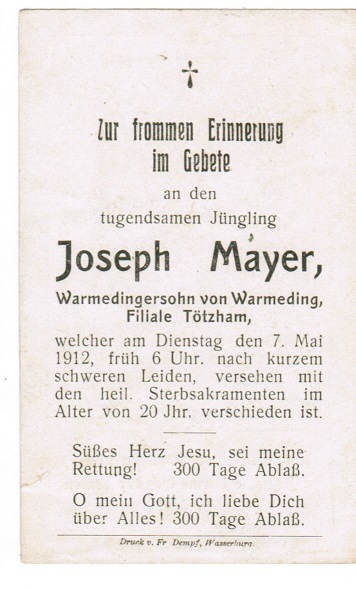 Zur frommen Erinnerung
im Gebete
an den
tugendsamen Jüngling
Joseph Mayer,
Warmedingersohn von Warmeding,
Filiale Tötzham,
welcher am Dienstag den 7. Mai
1912, früh 6 Uhr. nach kurzem
schweren Leiden, versehen mit
den heil. Sterbsakramenten im
Alter von 20 Jhr. verschieden ist.
Süßes Herz Jesu, sei meine
Rettung! 300 Tage Ablaß.
O mein Gott, ich liebe Dich
über Alles! 300 Tage Ablaß.
Druck v. Fr Dempf, Wasserburg.